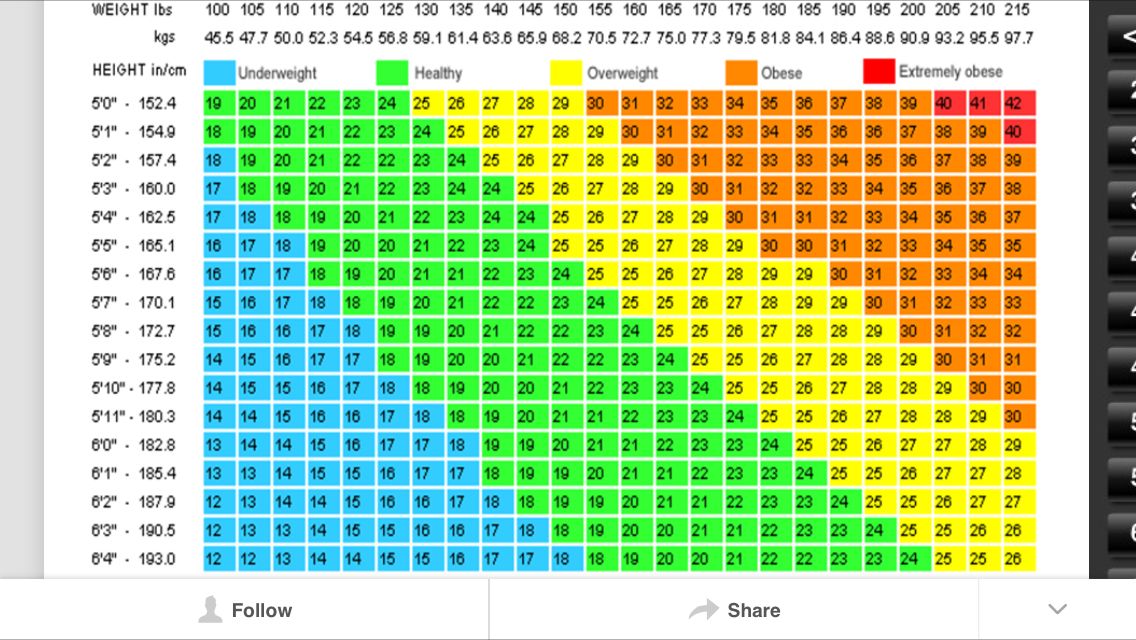 WEIGHT lbs 100 105 110 115 120 125 130 135 140 145 150 155 160 165 170 175 180 185 190 195 200 205 210 215
kgs 45.5 47.7 50.0 52.3 54.5 56.8 59.1 61.4 63.6 65.9 68.2 70.5 72.7 75.0 77.3 79.5 81.8 84.1 86.4 88.6 90.9 93.2 95.5 97.7
HEIGHT in/cm Underweight Healthy Overweight Obese Extremely obese
5'0" - 152.4 19 20 21 22 23 24 25 26 27 28 29 30 31 32 33 34 35 36 37 38 39 40 41 42
5'1" - 154.9 18 19 20 21 22 23 24 25 26 27 28 29 30 31 32 33 34 35 36 36 37 38 39 40
5'2" - 157.4 18 19 20 21 22 22 23 24 25 26 27 28 29 30 31 32 33 33 34 35 36 37 38 39
5'3" - 160.0 17 18 19 20 21 22 23 24 24 25 26 27 28 29 30 31 32 32 33 34 35 36 37 38
5'4" - 162.5 17 18 18 19 20 21 22 23 24 24 25 26 27 28 29 30 31 31 32 33 34 35 36 37
5'5" - 165.1 16 17 18 19 20 20 21 22 23 24 25 25 26 27 28 29 30 30 31 32 33 34 35 35
5'6" - 167.6 16 17 17 18 19 20 21 21 22 23 24 25 25 26 27 28 29 29 30 31 32 33 34 34
5'7" - 170.1 15 16 17 18 18 19 20 21 22 22 23 24 25 25 26 27 28 29 29 30 31 32 33 33
5'8" - 172.7 15 16 16 17 18 19 19 20 21 22 22 23 24 25 25 26 27 28 28 29 30 31 32 32
5'9" - 175.2 14 15 16 17 17 18 19 20 20 21 22 22 23 24 25 25 26 27 28 28 29 30 31 31
5'10" - 177.8 14 15 15 16 17 18 18 19 20 20 21 22 23 23 24 25 25 26 27 28 28 29 30 30
5'11" - 180.3 14 14 15 16 16 17 18 18 19 20 21 21 22 23 23 24 25 25 26 27 28 28 29 30
6'0" - 182.8 13 14 14 15 16 17 17 18 19 19 20 21 21 22 23 23 24 25 25 26 27 27 28 29
6'1" - 185.4 13 13 14 15 15 16 17 17 18 19 19 20 21 21 22 23 23 24 25 25 26 27 27 28
6'2" - 187.9 12 13 14 14 15 16 16 17 18 18 19 19 20 21 21 22 23 23 24 25 25 26 27 27
6'3" - 190.5 12 13 13 14 15 15 16 16 17 18 18 19 20 20 21 21 22 23 23 24 25 25 26 26
6'4" - 193.0 12 12 13 14 14 15 15 16 17 17 18 18 19 20 20 21 22 22 23 23 24 25 25 26
Follow Share